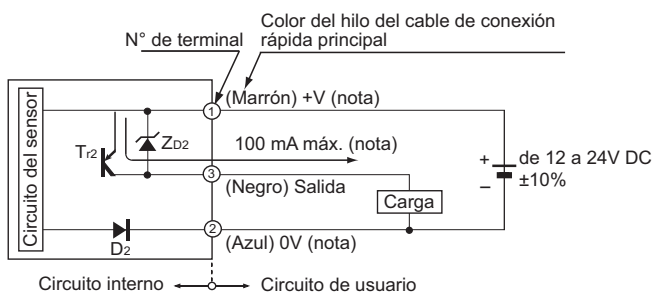 Color del hilo del cable de conexión
N° de terminal rápida principal
Circuito del sensor
1 (Marrón) +V (nota)
Tr2
ZD2
100 mA máx. (nota)
+ de 12 a 24V DC
− ±10%
3
(Negro) Salida
Carga
2
(Azul) 0V (nota)
D2
Circuito interno Circuito de usuario